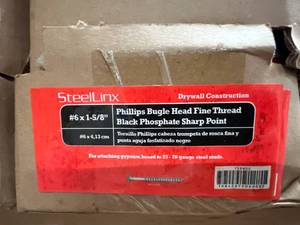 SteelLinx
Drywall Construction
#6 x 1-5/8"
Phillips Bugle Head Fine Thread
Black Phosphate Sharp Point
#6 x 4,13 cm
Tornillo Phillips cabeza trompeta de rosca fina y
punta aguja fosfatizado negro
For attaching gypsum board to 25 - 20 gauge steel studs.